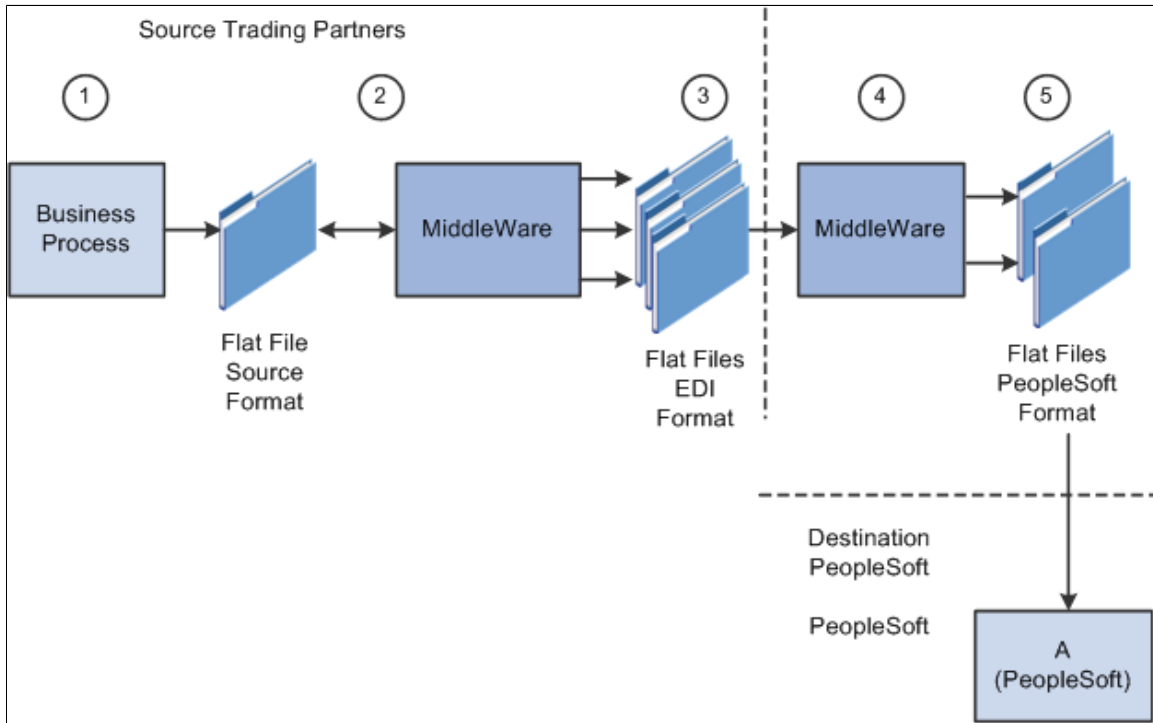 Source Trading Partners
1
2
3
4
5
Business
Process
MiddleWare
MiddleWare
Flat File
Source
Format
Flat Files
EDI
Format
Flat Files
PeopleSoft
Format
Destination
PeopleSoft
PeopleSoft
A
(PeopleSoft)